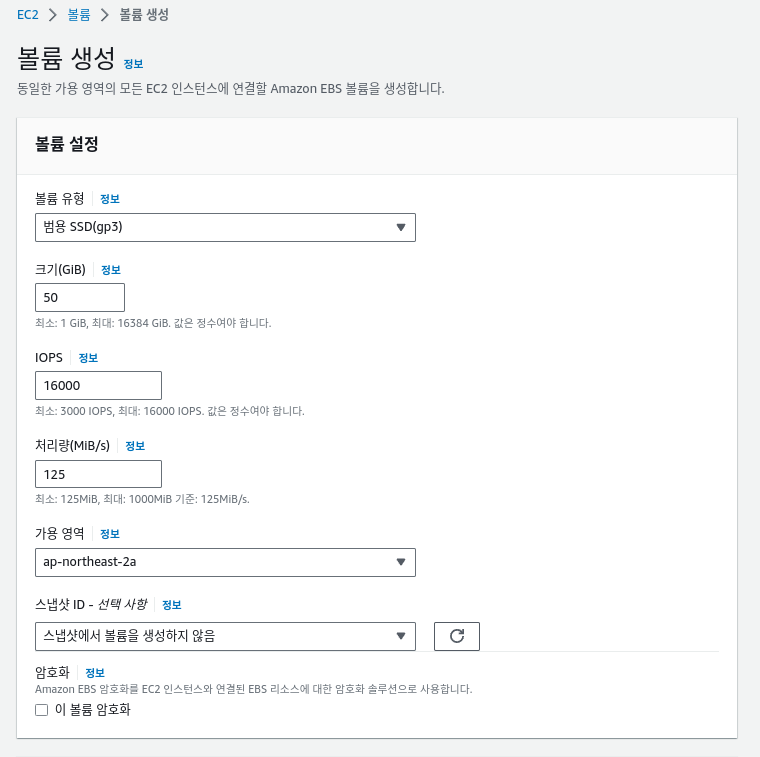 EC2 > 볼륨 > 볼륨 생성
볼륨 생성 정보
동일한 가용 영역의 모든 EC2 인스턴스에 연결할 Amazon EBS 볼륨을 생성합니다.
볼륨 설정
볼륨 유형 정보
범용 SSD(gp3)
크기(GiB) 정보
50
최소: 1 GiB, 최대: 16384 GiB. 값은 정수여야 합니다.
IOPS 정보
16000
최소: 3000 IOPS, 최대: 16000 IOPS. 값은 정수여야 합니다.
처리량(MiB/s) 정보
125
최소: 125MiB, 최대: 1000MiB 기준: 125MiB/s.
가용 영역 정보
ap-northeast-2a
스냅샷 ID - 선택 사항 정보
스냅샷에서 볼륨을 생성하지 않음
암호화 정보
Amazon EBS 암호화를 EC2 인스턴스와 연결된 EBS 리소스에 대한 암호화 솔루션으로 사용합니다.
이 볼륨 암호화